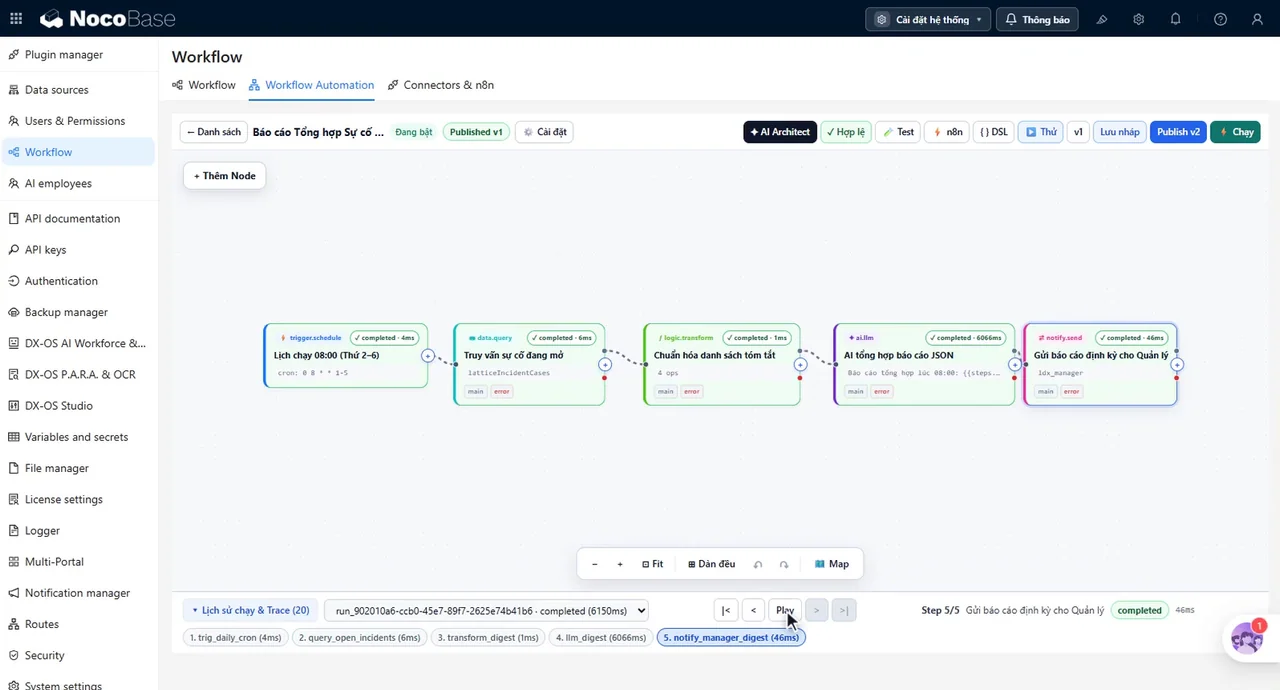 NocoBase
Cài đặt hệ thống
Thông báo
Plugin manager
Data sources
Users & Permissions
Workflow
AI employees
API documentation
API keys
Authentication
Backup manager
DX-OS AI Workforce &...
DX-OS P.A.R.A. & OCR
DX-OS Studio
Variables and secrets
File manager
License settings
Logger
Multi-Portal
Notification manager
Routes
Security
System settings
Workflow
Workflow
Workflow Automation
Connectors & n8n
← Danh sách
Báo cáo Tổng hợp Sự cố ...
Đang bật
Published v1
Cài đặt
AI Architect
✓ Hợp lệ
Test
n8n
{ } DSL
Thử
v1
Lưu nháp
Publish v2
Chạy
+ Thêm Node
trigger.schedule
✓ completed · 4ms
Lịch chạy 08:00 (Thứ 2–6)
cron: 0 8 * * 1-5
data.query
✓ completed · 6ms
Truy vấn sự cố đang mở
latticeIncidentCases
main
error
logic.transform
✓ completed · 1ms
Chuẩn hóa danh sách tóm tắt
4 ops
main
error
ai.llm
✓ completed · 6066ms
AI tổng hợp báo cáo JSON
Báo cáo tổng hợp lúc 08:00: {{steps...
main
error
notify.send
✓ completed · 46ms
Gửi báo cáo định kỳ cho Quản lý
ldx_manager
main
error
− + Fit
Dàn đều
Map
Lịch sử chạy & Trace (20)
run_902010a6-ccb0-45e7-89f7-2625e74b41b6 · completed (6150ms)
|< < Play > >|
Step 5/5 Gửi báo cáo định kỳ cho Quản lý completed 46ms
1. trig_daily_cron (4ms)
2. query_open_incidents (6ms)
3. transform_digest (1ms)
4. llm_digest (6066ms)
5. notify_manager_digest (46ms)
1